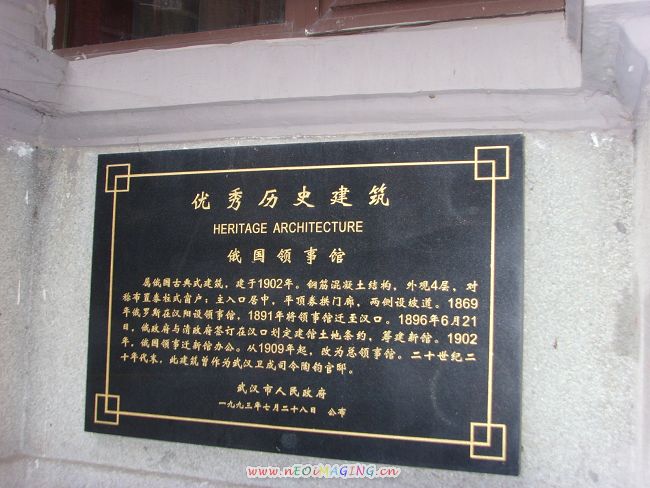 优秀历史建筑
HERITAGE ARCHITECTURE
俄国领事馆
属俄国古典式建筑，建于1902年。钢筋混凝土结构，外观4层，对
称布置券柱式窗户；主入口居中，平顶券拱门廊，两侧设坡道。1869
年俄罗斯在汉阳设领事馆，1891年将领事馆迁至汉口。1896年6月21
日，俄政府与清政府签订在汉口划定建馆土地条约，筹建新馆。1902
年，俄国领事迁新馆办公。从1909年起，改为总领事馆。二十世纪二
十年代末，此建筑曾作为武汉卫戍司令陶钧官邸。
武汉市人民政府
一九九三年七月二十八日 公布
www.nEOiMAGING.cn